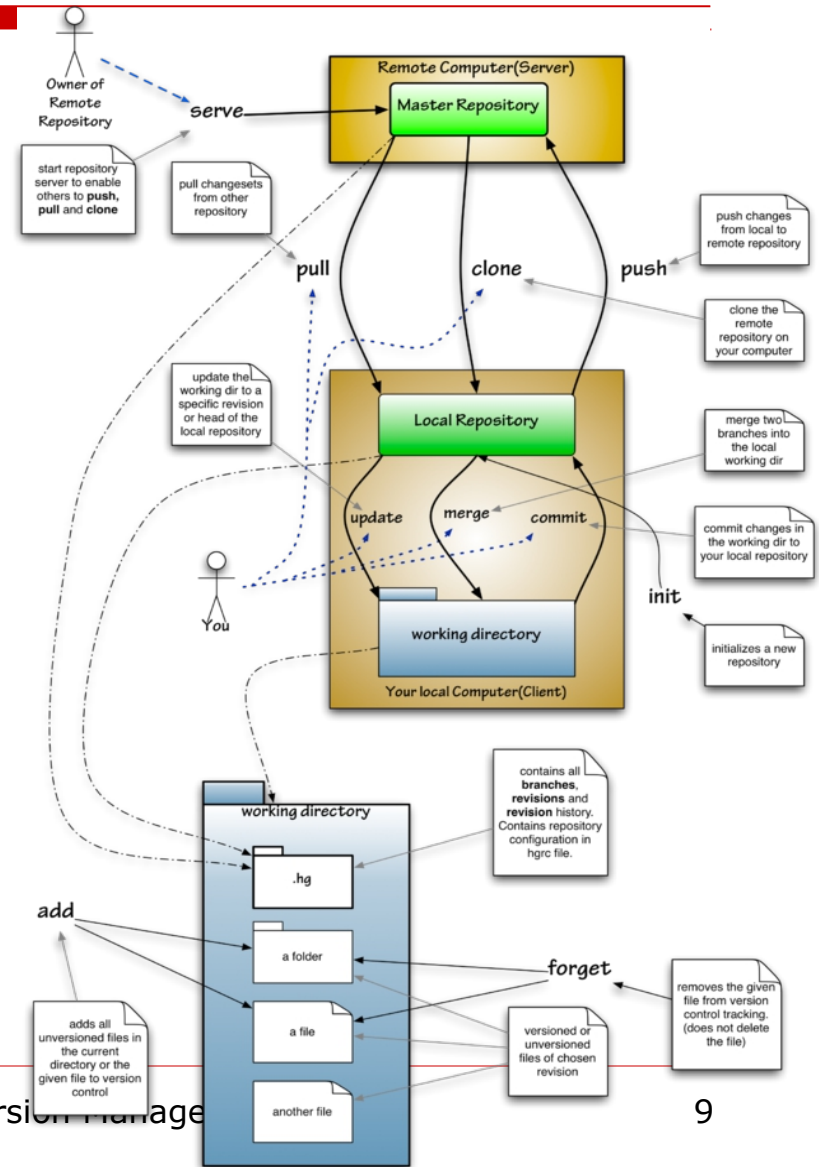 Owner of
Remote
Repository
serve
Remote Computer(Server)
Master Repository
start repository
server to enable
others to push,
pull and clone
pull changesets
from other
repository
push changes
from local to
remote repository
pull
clone
push
clone the
remote
repository on
your computer
update the
working dir to a
specific revision
or head of the
local repository
Local Repository
merge two
branches into
the local
working dir
update
merge
commit
commit changes in
the working dir to
your local repository
You
init
working directory
initializes a new
repository
Your local Computer(Client)
contains all
branches,
revisions and
revision history.
Contains repository
configuration in
hgrc file.
working directory
.hg
add
a folder
forget
removes the given
file from version
control tracking.
(does not delete
the file)
adds all
unversioned files in
the current
directory or the
given file to version
control
a file
versioned or
unversioned
files of chosen
revision
another file
rsion Manage
9